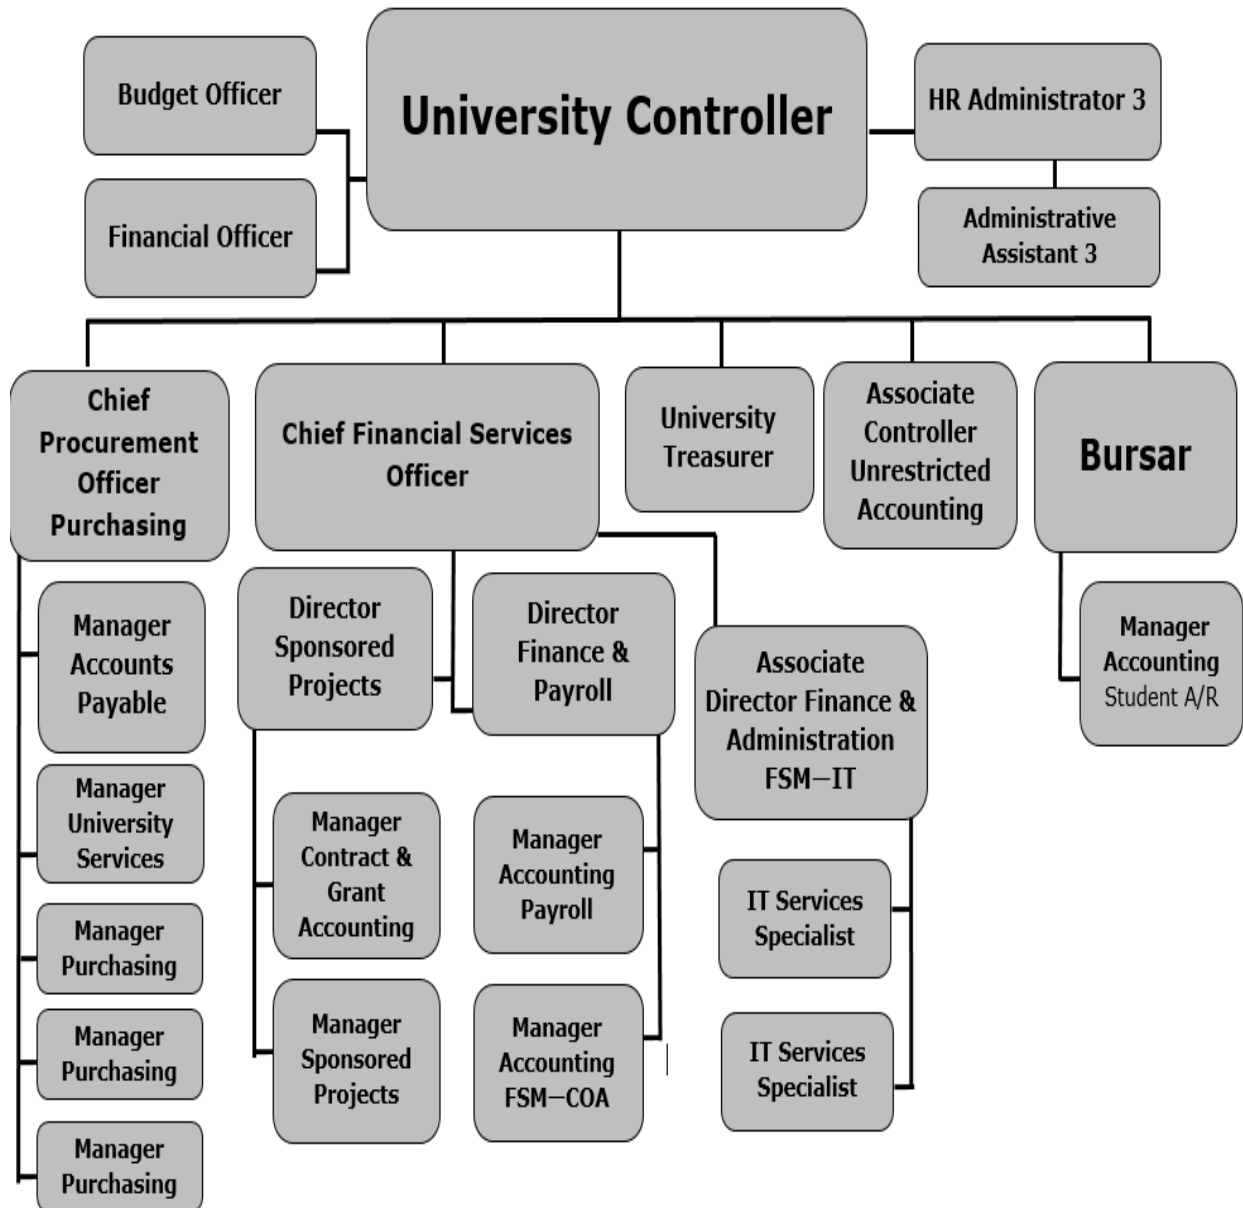 Budget Officer
University Controller
HR Administrator 3
Financial Officer
Administrative
Assistant 3
Chief
Procurement
Officer
Purchasing
Chief Financial Services
Officer
University
Treasurer
Associate
Controller
Unrestricted
Accounting
Bursar
Manager
Accounts
Payable
Manager
University
Services
Manager
Purchasing
Manager
Purchasing
Manager
Purchasing
Director
Sponsored
Projects
Manager
Contract &
Grant
Accounting
Manager
Sponsored
Projects
Director
Finance &
Payroll
Manager
Accounting
Payroll
Manager
Accounting
FSM—COA
Associate
Director Finance &
Administration
FSM—IT
IT Services
Specialist
IT Services
Specialist
Manager
Accounting
Student A/R